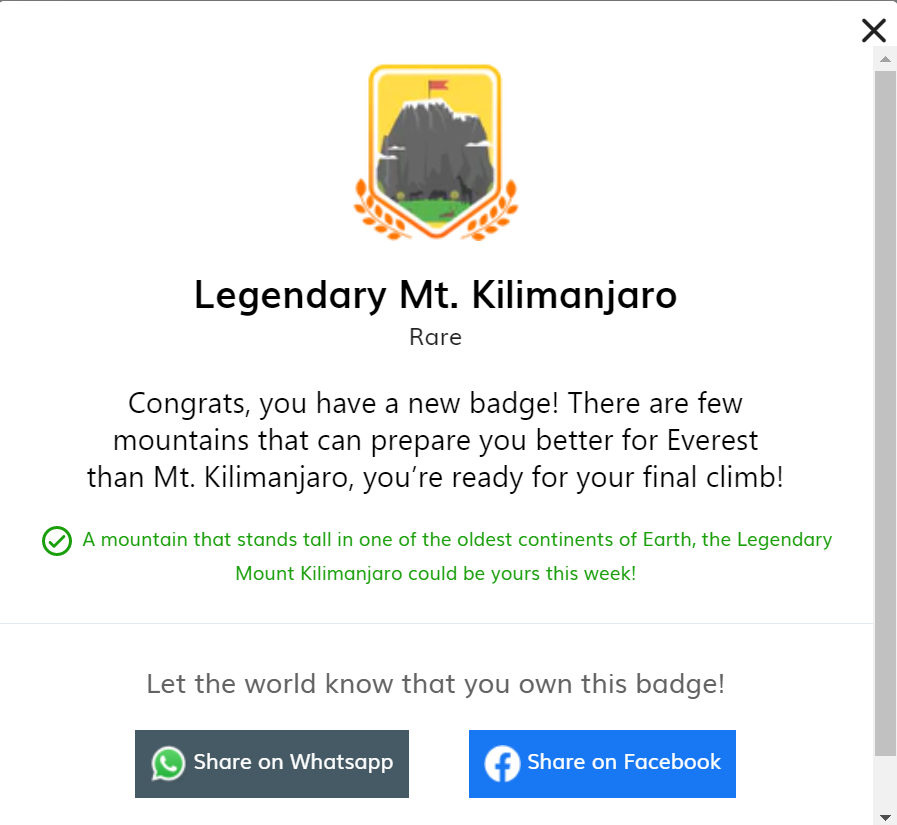 Legendary Mt. Kilimanjaro
Rare
Congrats, you have a new badge! There are few
mountains that can prepare you better for Everest
than Mt. Kilimanjaro, you’re ready for your final climb!
A mountain that stands tall in one of the oldest continents of Earth, the Legendary
Mount Kilimanjaro could be yours this week!
Let the world know that you own this badge!
Share on Whatsapp
Share on Facebook